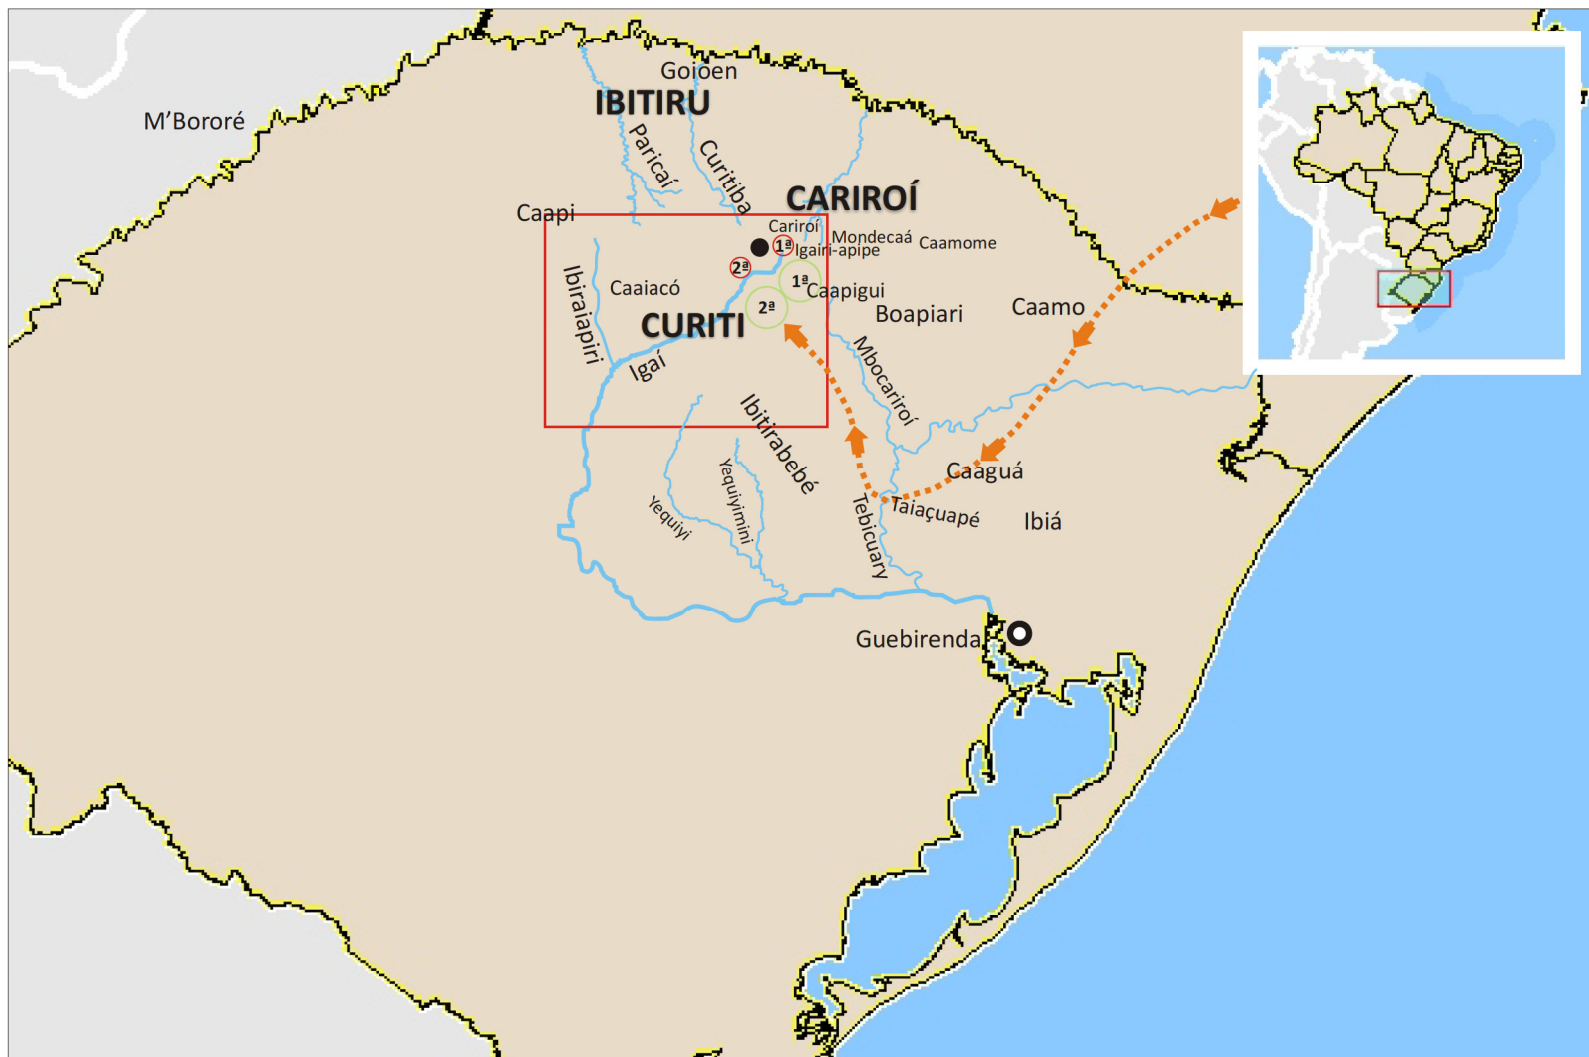 Goioen
IBITIRU
M'Bororé
Paricaí
Curitiba
CARIROÍ
Caapi
Cariroí
Mondecaá
Caamome
1ª
Igairi-apipe
2ª
1ª
Caaiacó
Caapigui
Ibiraiapiri
2ª
Boapiari
Caamo
CURITI
Igaí
Mbocariroí
Ibitirabebé
Caaguá
Yequiyimini
Yequiyi
Tebicuary
Taiaçuapé
Ibiá
Guebirenda